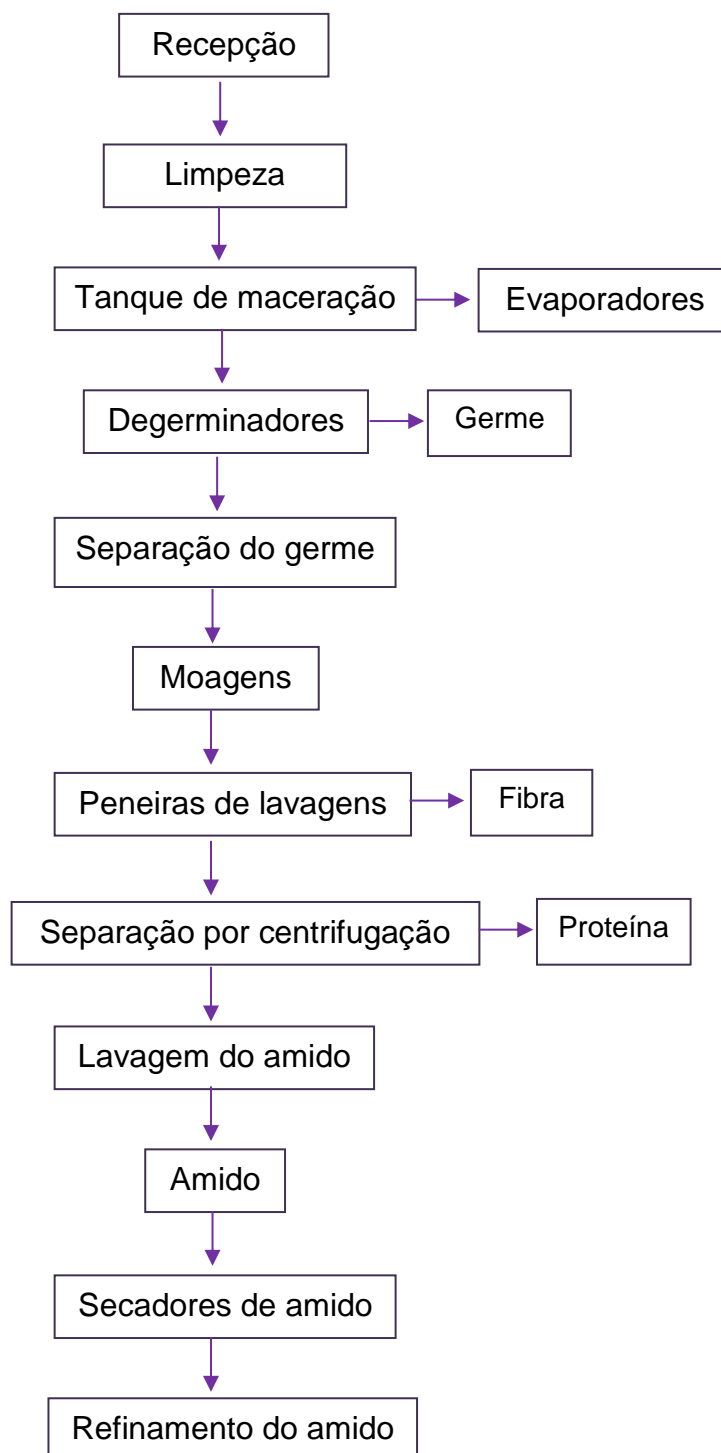 Recepção
Limpeza
Tanque de maceração
Evaporadores
Degerminadores
Germe
Separação do germe
Moagens
Peneiras de lavagens
Fibra
Separação por centrifugação
Proteína
Lavagem do amido
Amido
Secadores de amido
Refinamento do amido